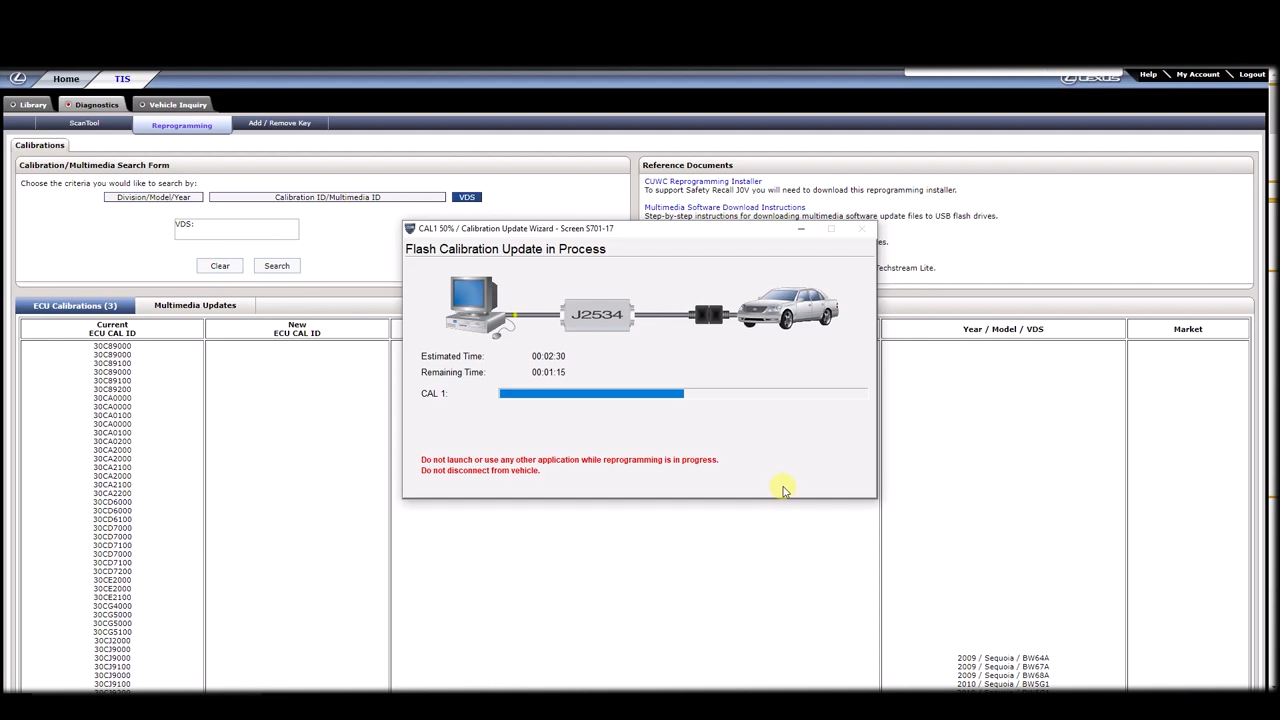 Home TIS
LEXUS Help My Account Logout
Library Diagnostics Vehicle Inquiry
ScanTool Reprogramming Add / Remove Key
Calibrations
Calibration/Multimedia Search Form
Choose the criteria you would like to search by:
Division/Model/Year Calibration ID/Multimedia ID VDS
VDS:
Clear Search
Reference Documents
CUWC Reprogramming Installer
To support Safety Recall J0V you will need to download this reprogramming installer.
Multimedia Software Download Instructions
Step-by-step instructions for downloading multimedia software update files to USB flash drives.
Techstream Lite.
CAL1 50% / Calibration Update Wizard - Screen S701-17
Flash Calibration Update in Process
J2534
Estimated Time: 00:02:30
Remaining Time: 00:01:15
CAL 1:
Do not launch or use any other application while reprogramming is in progress.
Do not disconnect from vehicle.
ECU Calibrations (3) Multimedia Updates
Current
ECU CAL ID
New
ECU CAL ID
Year / Model / VDS
Market
30C89000
30C89000
30C89100
30C89000
30C89100
30C89200
30CA0000
30CA0000
30CA0100
30CA0000
30CA0100
30CA0200
30CA2000
30CA2000
30CA2100
30CA2000
30CA2100
30CA2200
30CD6000
30CD6000
30CD6100
30CD7000
30CD7000
30CD7100
30CD7000
30CD7100
30CD7200
30CE2000
30CE2000
30CE2100
30CG4000
30CG5000
30CG5000
30CG5100
30CJ2000
30CJ9000
30CJ9000 2009 / Sequoia / BW64A
30CJ9100 2009 / Sequoia / BW67A
30CJ9000 2009 / Sequoia / BW68A
30CJ9100 2010 / Sequoia / BW5G1